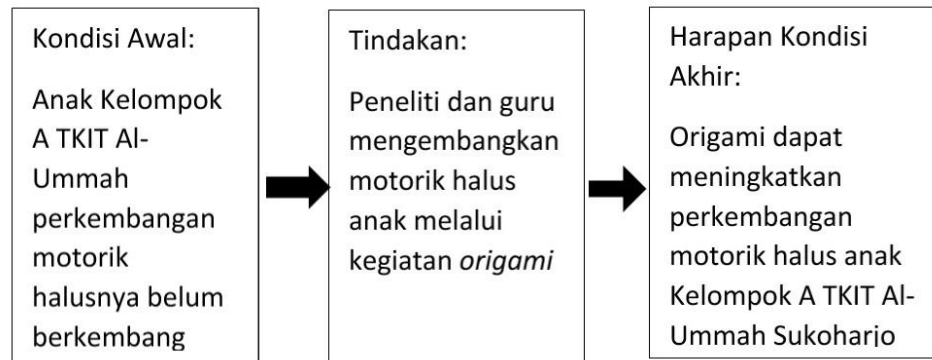 Kondisi Awal:
Anak Kelompok
A TKIT Al-
Ummah
perkembangan
motorik
halusnya belum
berkembang
Tindakan:
Peneliti dan guru
mengembangkan
motorik halus
anak melalui
kegiatan origami
Harapan Kondisi
Akhir:
Origami dapat
meningkatkan
perkembangan
motorik halus anak
Kelompok A TKIT Al-
Ummah Sukoharjo